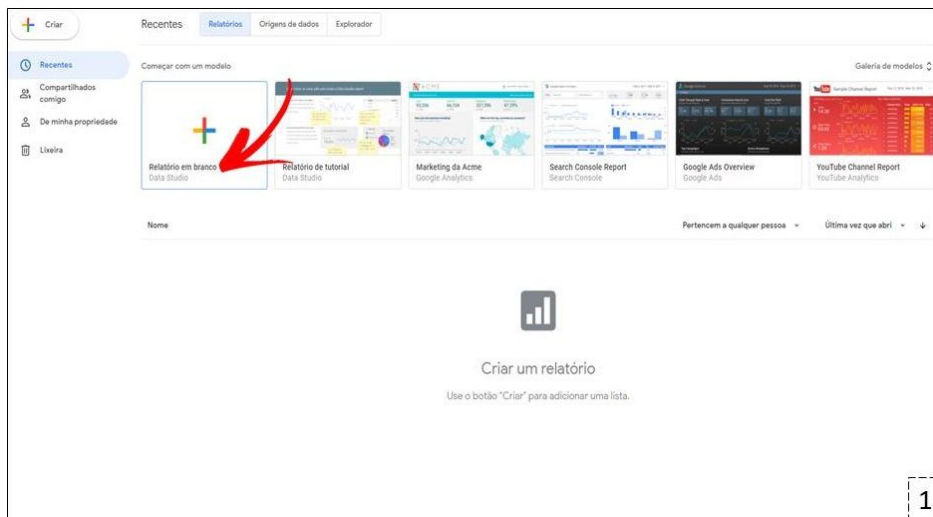 Criar
Recentes
Relatórios
Origens de dados
Explorador
Recentes
Compartilhados
comigo
De minha propriedade
Lixeira
Começar com um modelo
Galeria de modelos
Relatório em branco
Data Studio
Relatório de tutorial
Data Studio
Marketing da Acme
Google Analytics
Search Console Report
Search Console
Google Ads Overview
Google Ads
YouTube Channel Report
YouTube Analytics
Nome
Pertencem a qualquer pessoa
Última vez que abri
Criar um relatório
Use o botão "Criar" para adicionar uma lista.
1